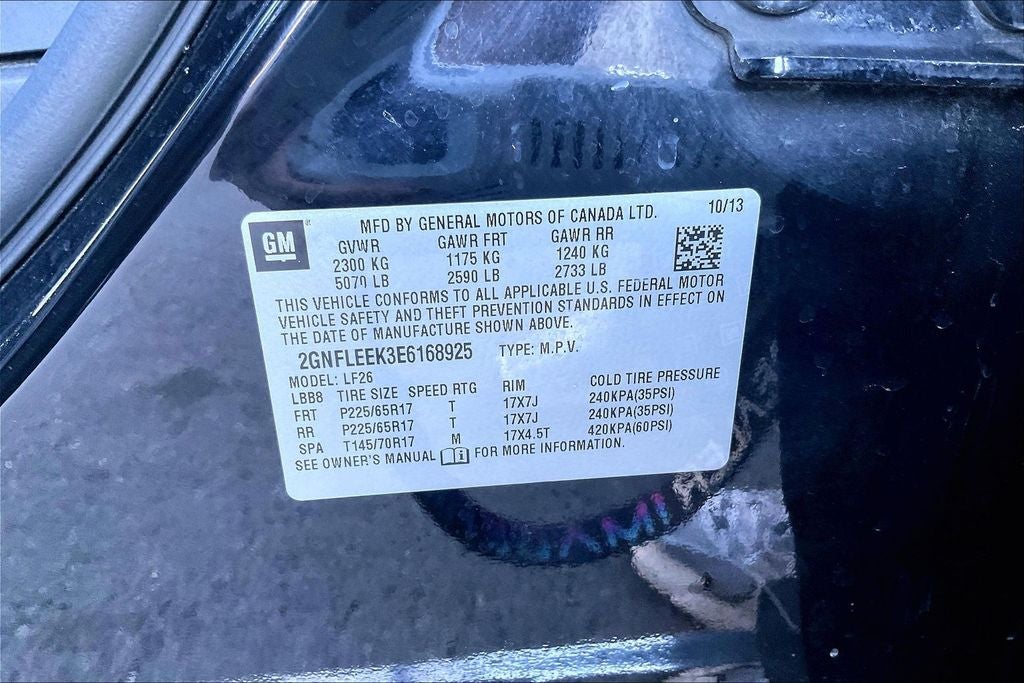 GM
MFD BY GENERAL MOTORS OF CANADA LTD. 10/13
GVWR GAWR FRT GAWR RR
2300 KG 1175 KG 1240 KG
5070 LB 2590 LB 2733 LB
THIS VEHICLE CONFORMS TO ALL APPLICABLE U.S. FEDERAL MOTOR
VEHICLE SAFETY AND THEFT PREVENTION STANDARDS IN EFFECT ON
THE DATE OF MANUFACTURE SHOWN ABOVE.
2GNFLEEK3E6168925 TYPE: M.P.V.
MODEL: LF26
LBB8 TIRE SIZE SPEED RTG RIM COLD TIRE PRESSURE
FRT P225/65R17 T 17X7J 240KPA(35PSI)
RR P225/65R17 T 17X7J 240KPA(35PSI)
SPA T145/70R17 M 17X4.5T 420KPA(60PSI)
SEE OWNER'S MANUAL i FOR MORE INFORMATION.